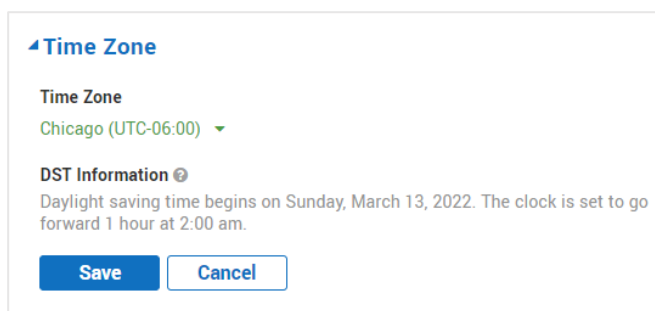 Time Zone
Time Zone
Chicago (UTC-06:00)
DST Information
Daylight saving time begins on Sunday, March 13, 2022. The clock is set to go
forward 1 hour at 2:00 am.
Save Cancel